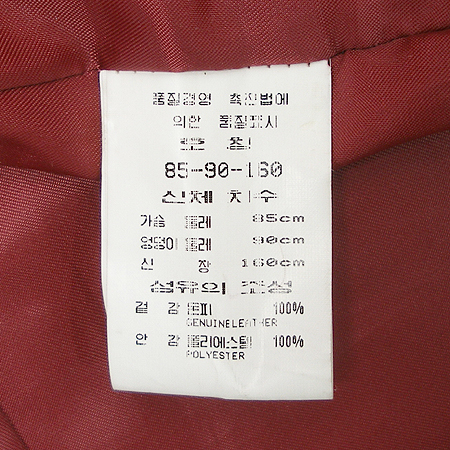 품질경영 촉진법에
의한 품질표시
호 칭
85-90-160
신체 치수
가슴 둘레 85cm
엉덩이 둘레 90cm
신 장 160cm
섬유의 조성
겉 감 돈피 100%
GENUINELEATHER
안 감 폴리에스텔 100%
POLYESTER